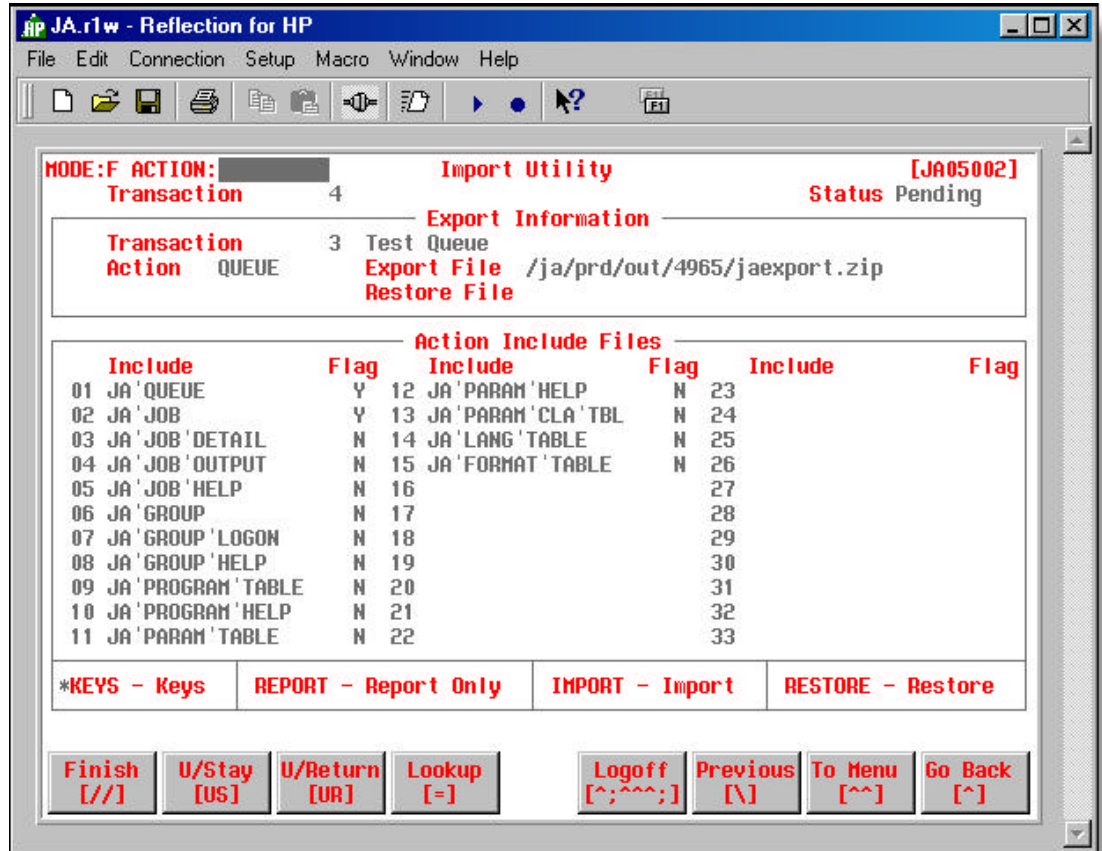 JA.r1w - Reflection for HP
File Edit Connection Setup Macro Window Help
MODE:F ACTION: Import Utility [JA05002]
Transaction 4 Status Pending
Export Information
Transaction 3 Test Queue
Action QUEUE Export File /ja/prd/out/4965/jaexport.zip
Restore File
Action Include Files
Include Flag Include Flag Include Flag
01 JA'QUEUE Y 12 JA'PARAM'HELP N 23
02 JA'JOB Y 13 JA'PARAM'CLA'TBL N 24
03 JA'JOB'DETAIL N 14 JA'LANG'TABLE N 25
04 JA'JOB'OUTPUT N 15 JA'FORMAT'TABLE N 26
05 JA'JOB'HELP N 16 27
06 JA'GROUP N 17 28
07 JA'GROUP'LOGON N 18 29
08 JA'GROUP'HELP N 19 30
09 JA'PROGRAM'TABLE N 20 31
10 JA'PROGRAM'HELP N 21 32
11 JA'PARAM'TABLE N 22 33
*KEYS - Keys REPORT - Report Only IMPORT - Import RESTORE - Restore
Finish U/Stay U/Return Lookup Logoff Previous To Menu Go Back
[//] [US] [UR] [=] [^;^^^;] [\] [^^] [^]